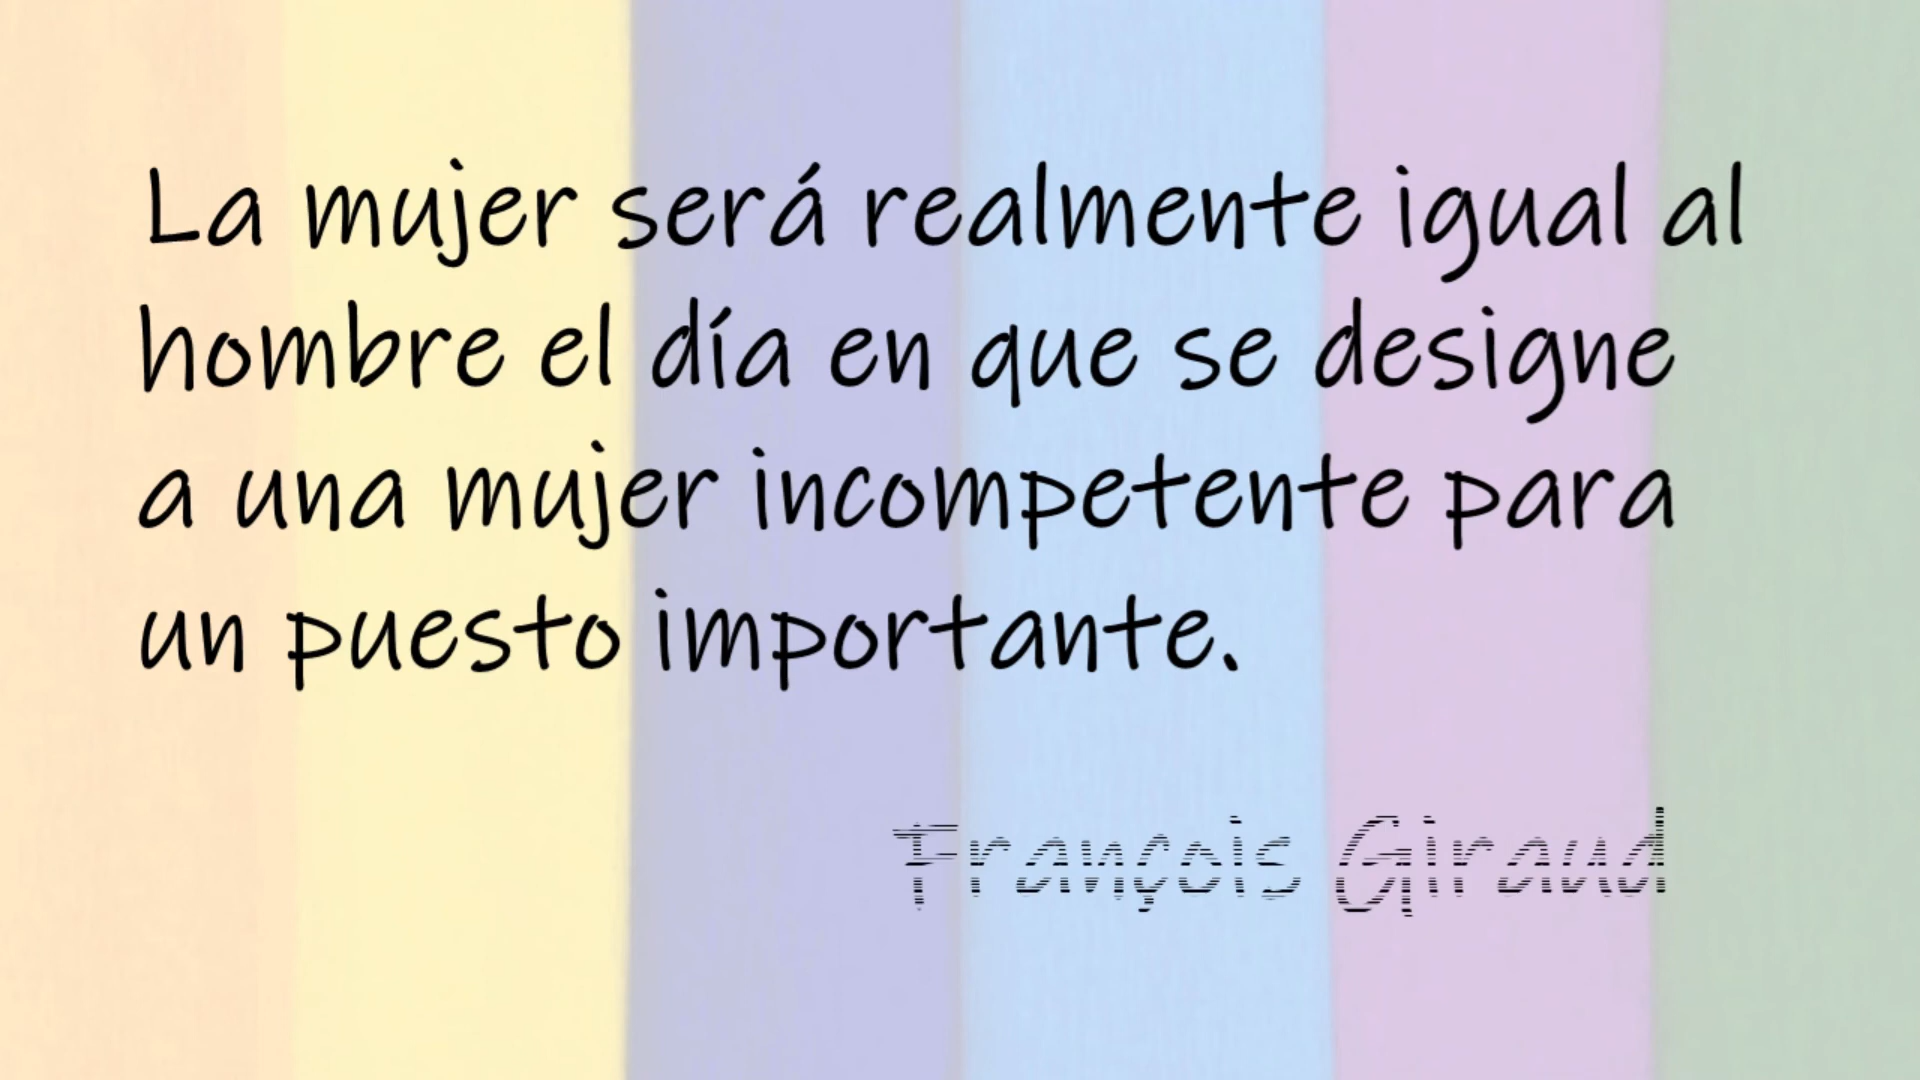 La mujer será realmente igual al
hombre el día en que se designe
a una mujer incompetente para
un puesto importante.
François Giraud